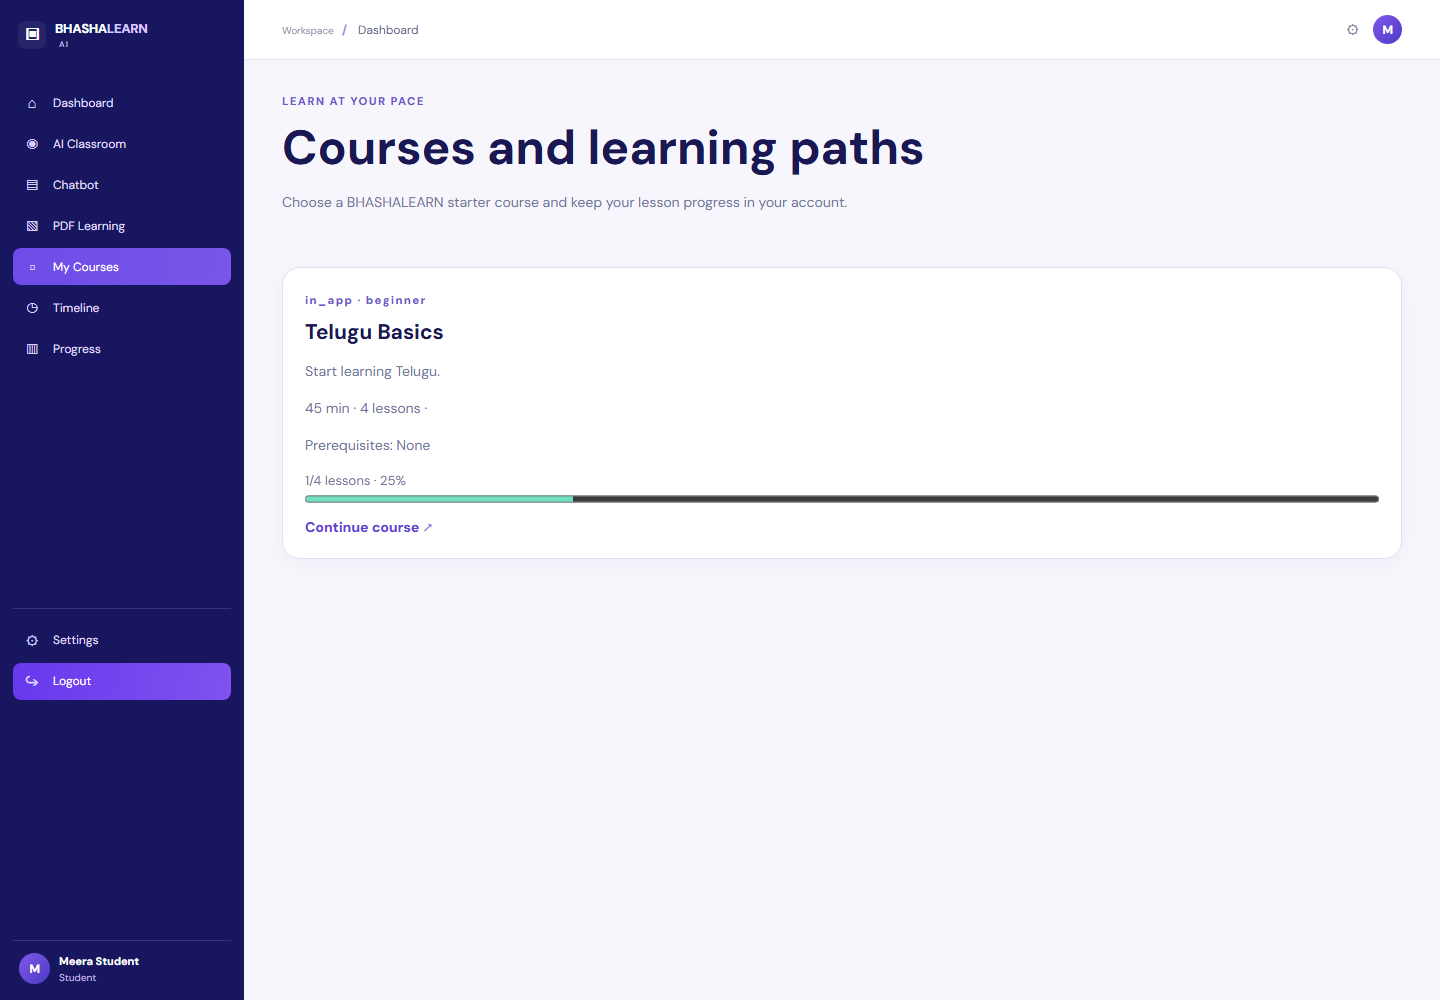 BHASHALEARN
AI
Dashboard
AI Classroom
Chatbot
PDF Learning
My Courses
Timeline
Progress
Settings
Logout
Meera Student
Student
M
Workspace / Dashboard
M
LEARN AT YOUR PACE
Courses and learning paths
Choose a BHASHALEARN starter course and keep your lesson progress in your account.
in_app · beginner
Telugu Basics
Start learning Telugu.
45 min · 4 lessons ·
Prerequisites: None
1/4 lessons · 25%
Continue course ↗